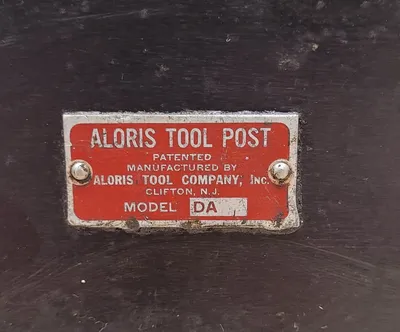 ALORIS TOOL POST
PATENTED
MANUFACTURED BY
ALORIS TOOL COMPANY, Inc.
CLIFTON, N.J.
MODEL DA